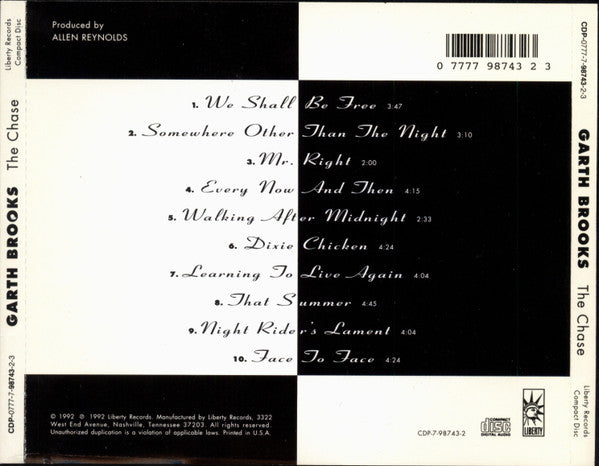 Liberty Records
Compact Disc
The Chase
GARTH BROOKS
CDP-0777-7-98743-2-3
Produced by
ALLEN REYNOLDS
0 7777 98743 2 3
1. We Shall Be Free 3:47
2. Somewhere Other Than The Night 3:10
3. Mr. Right 2:00
4. Every Now And Then 4:15
5. Walking After Midnight 2:33
6. Dixie Chicken 4:24
7. Learning To Live Again 4:04
8. That Summer 4:45
9. Night Rider's Lament 4:04
10. Face To Face 4:24
© 1992 ℗ 1992 Liberty Records. Manufactured by Liberty Records, 3322
West End Avenue, Nashville, Tennessee 37203. All rights reserved.
Unauthorized duplication is a violation of applicable laws. Printed in U.S.A.
CDP-7-98743-2
COMPACT
disc
DIGITAL AUDIO
LIBERTY
CDP-0777-7-98743-2-3
GARTH BROOKS
The Chase
Liberty Records
Compact Disc